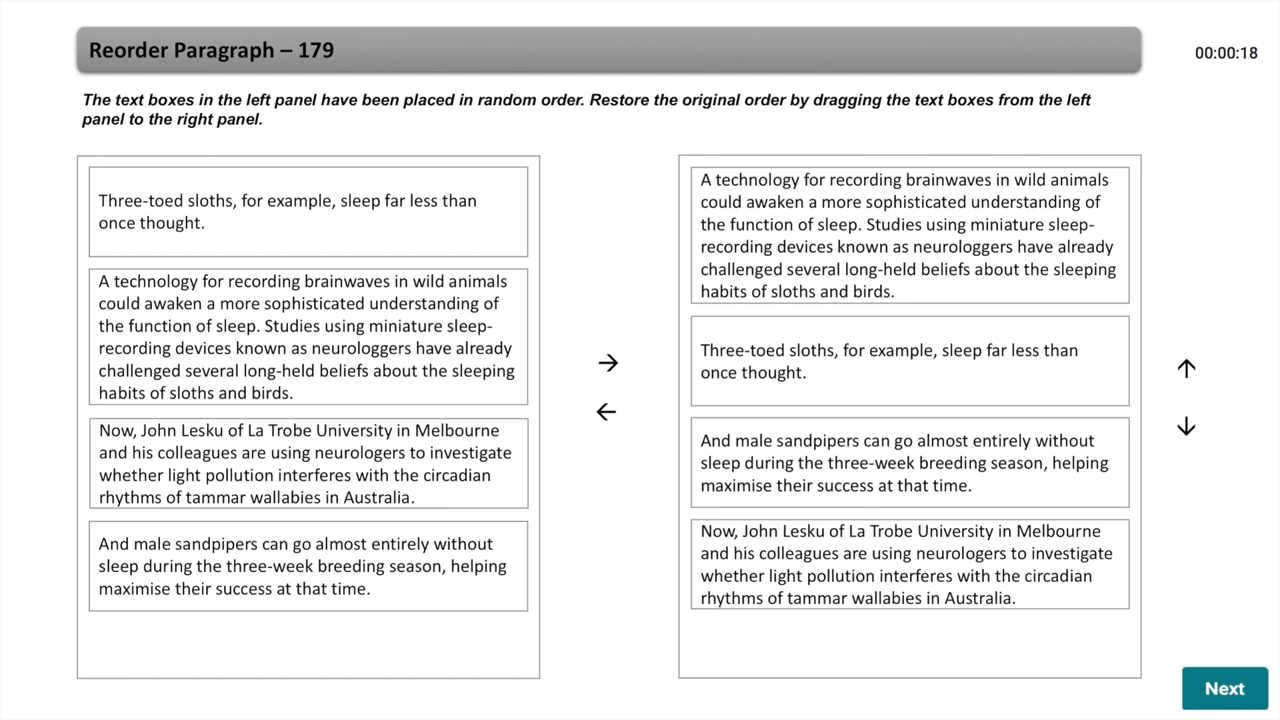 Reorder Paragraph – 179
00:00:18
The text boxes in the left panel have been placed in random order. Restore the original order by dragging the text boxes from the left
panel to the right panel.
Three-toed sloths, for example, sleep far less than
once thought.
A technology for recording brainwaves in wild animals
could awaken a more sophisticated understanding of
the function of sleep. Studies using miniature sleep-
recording devices known as neurologgers have already
challenged several long-held beliefs about the sleeping
habits of sloths and birds.
Now, John Lesku of La Trobe University in Melbourne
and his colleagues are using neurologers to investigate
whether light pollution interferes with the circadian
rhythms of tammar wallabies in Australia.
And male sandpipers can go almost entirely without
sleep during the three-week breeding season, helping
maximise their success at that time.
A technology for recording brainwaves in wild animals
could awaken a more sophisticated understanding of
the function of sleep. Studies using miniature sleep-
recording devices known as neurologgers have already
challenged several long-held beliefs about the sleeping
habits of sloths and birds.
Three-toed sloths, for example, sleep far less than
once thought.
And male sandpipers can go almost entirely without
sleep during the three-week breeding season, helping
maximise their success at that time.
Now, John Lesku of La Trobe University in Melbourne
and his colleagues are using neurologers to investigate
whether light pollution interferes with the circadian
rhythms of tammar wallabies in Australia.
Next